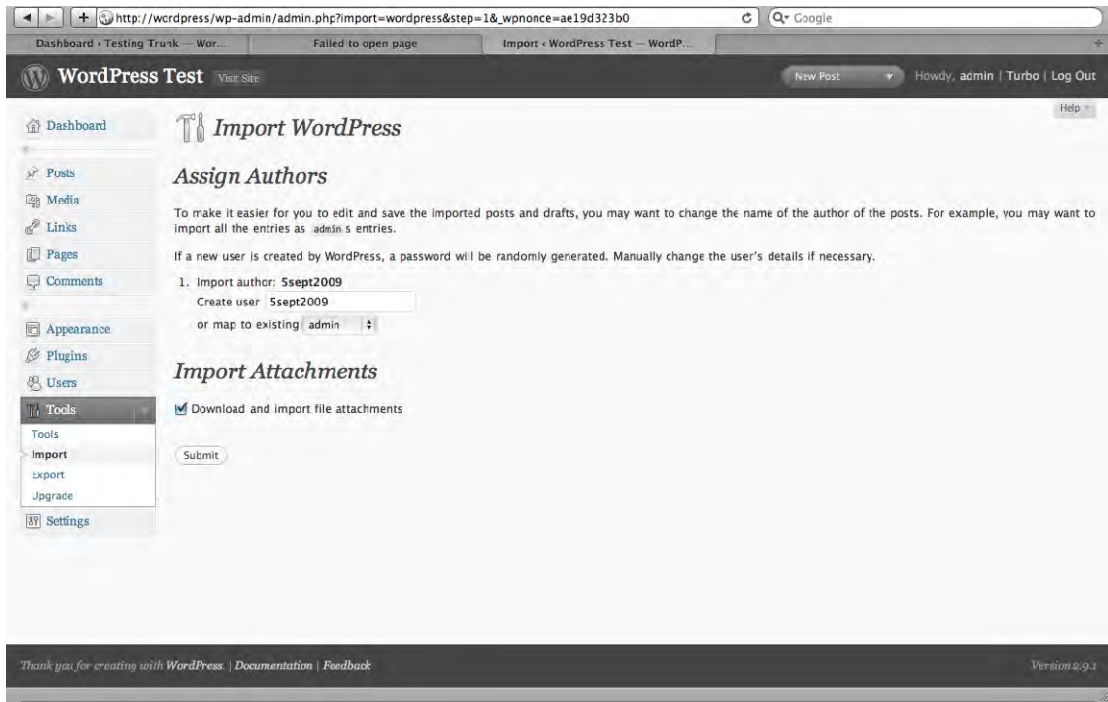 http://wordpress/wp-admin/admin.php?import=wordpress&step=1&_wpnonce=ae19d323b0
Google
Dashboard ‹ Testing Trunk — Wor...
Failed to open page
Import ‹ WordPress Test — WordP...
WordPress Test
Visit Site
New Post
Howdy, admin | Turbo | Log Out
Help
Dashboard
Posts
Media
Links
Pages
Comments
Appearance
Plugins
Users
Tools
Tools
Import
Export
Upgrade
Settings
Import WordPress
Assign Authors
To make it easier for you to edit and save the imported posts and drafts, you may want to change the name of the author of the posts. For example, you may want to
import all the entries as admin s entries.
If a new user is created by WordPress, a password will be randomly generated. Manually change the user's details if necessary.
1. Import author: 5sept2009
Create user 5sept2009
or map to existing admin
Import Attachments
Download and import file attachments
Submit
Thank you for creating with WordPress. | Documentation | Feedback
Version 2.9.1